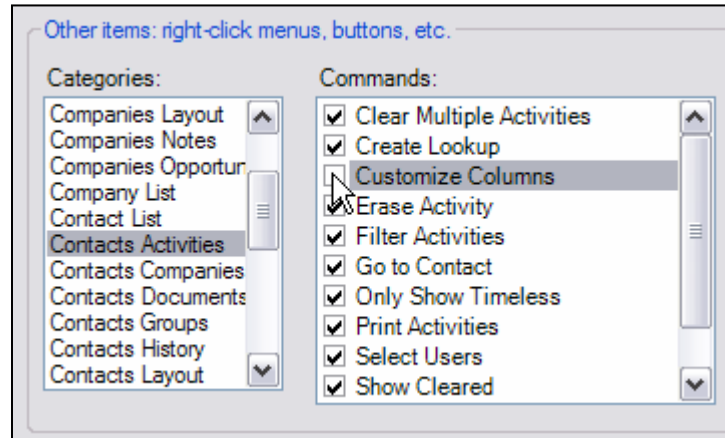 Other items: right-click menus, buttons, etc.
Categories:
Companies Layout
Companies Notes
Companies Opportun
Company List
Contact List
Contacts Activities
Contacts Companies
Contacts Documents
Contacts Groups
Contacts History
Contacts Layout
Commands:
Clear Multiple Activities
Create Lookup
Customize Columns
Erase Activity
Filter Activities
Go to Contact
Only Show Timeless
Print Activities
Select Users
Show Cleared